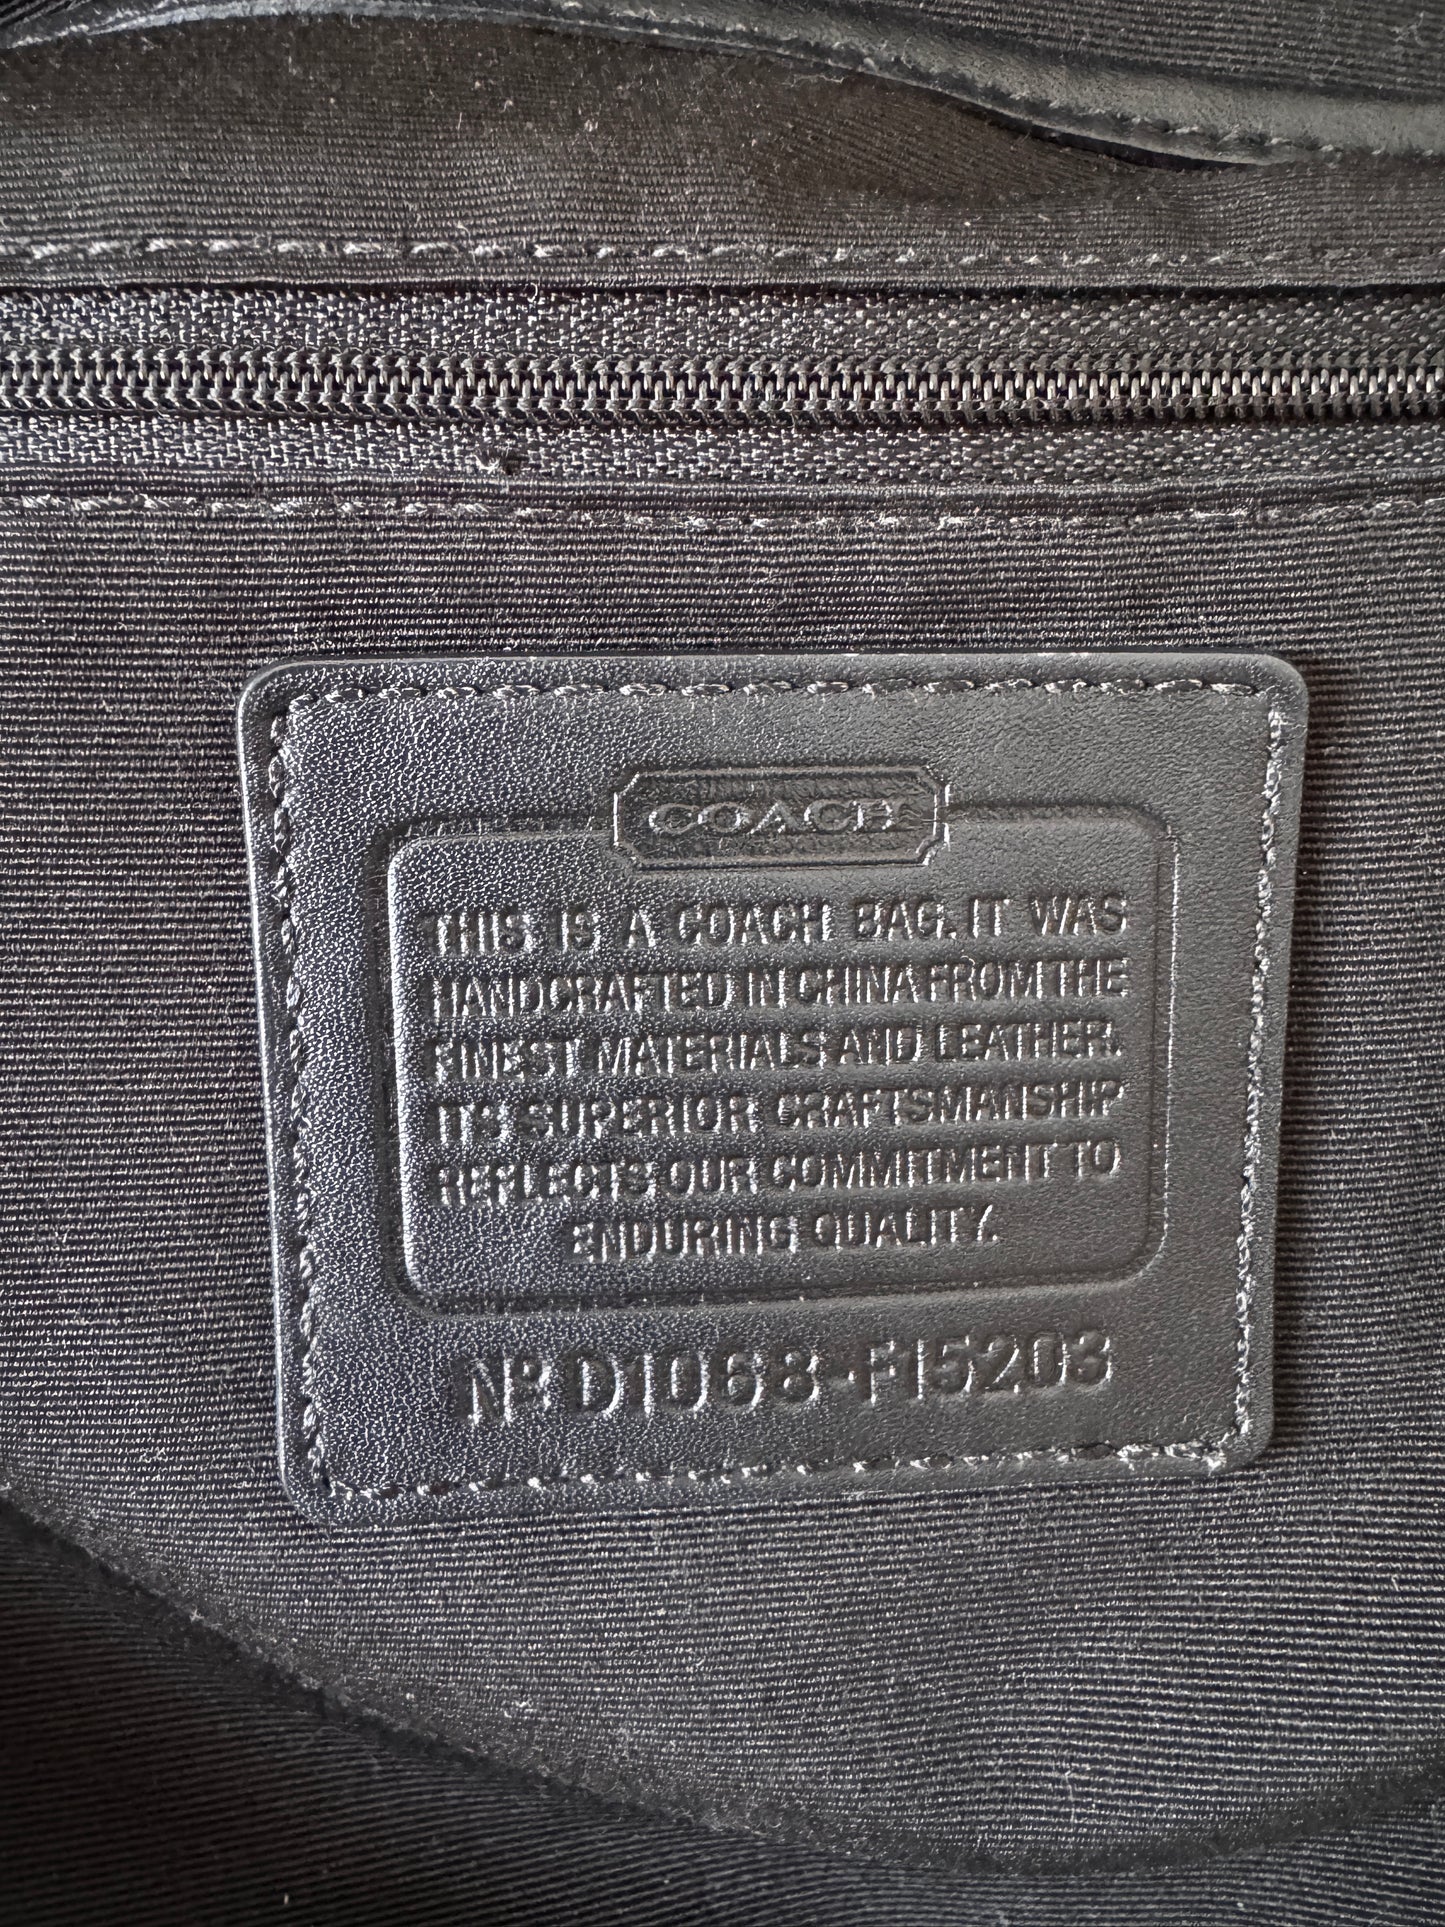 COACH
THIS IS A COACH BAG. IT WAS
HANDCRAFTED IN CHINA FROM THE
FINEST MATERIALS AND LEATHER.
ITS SUPERIOR CRAFTSMANSHIP
REFLECTS OUR COMMITMENT TO
ENDURING QUALITY.
Nº D1068-F15203